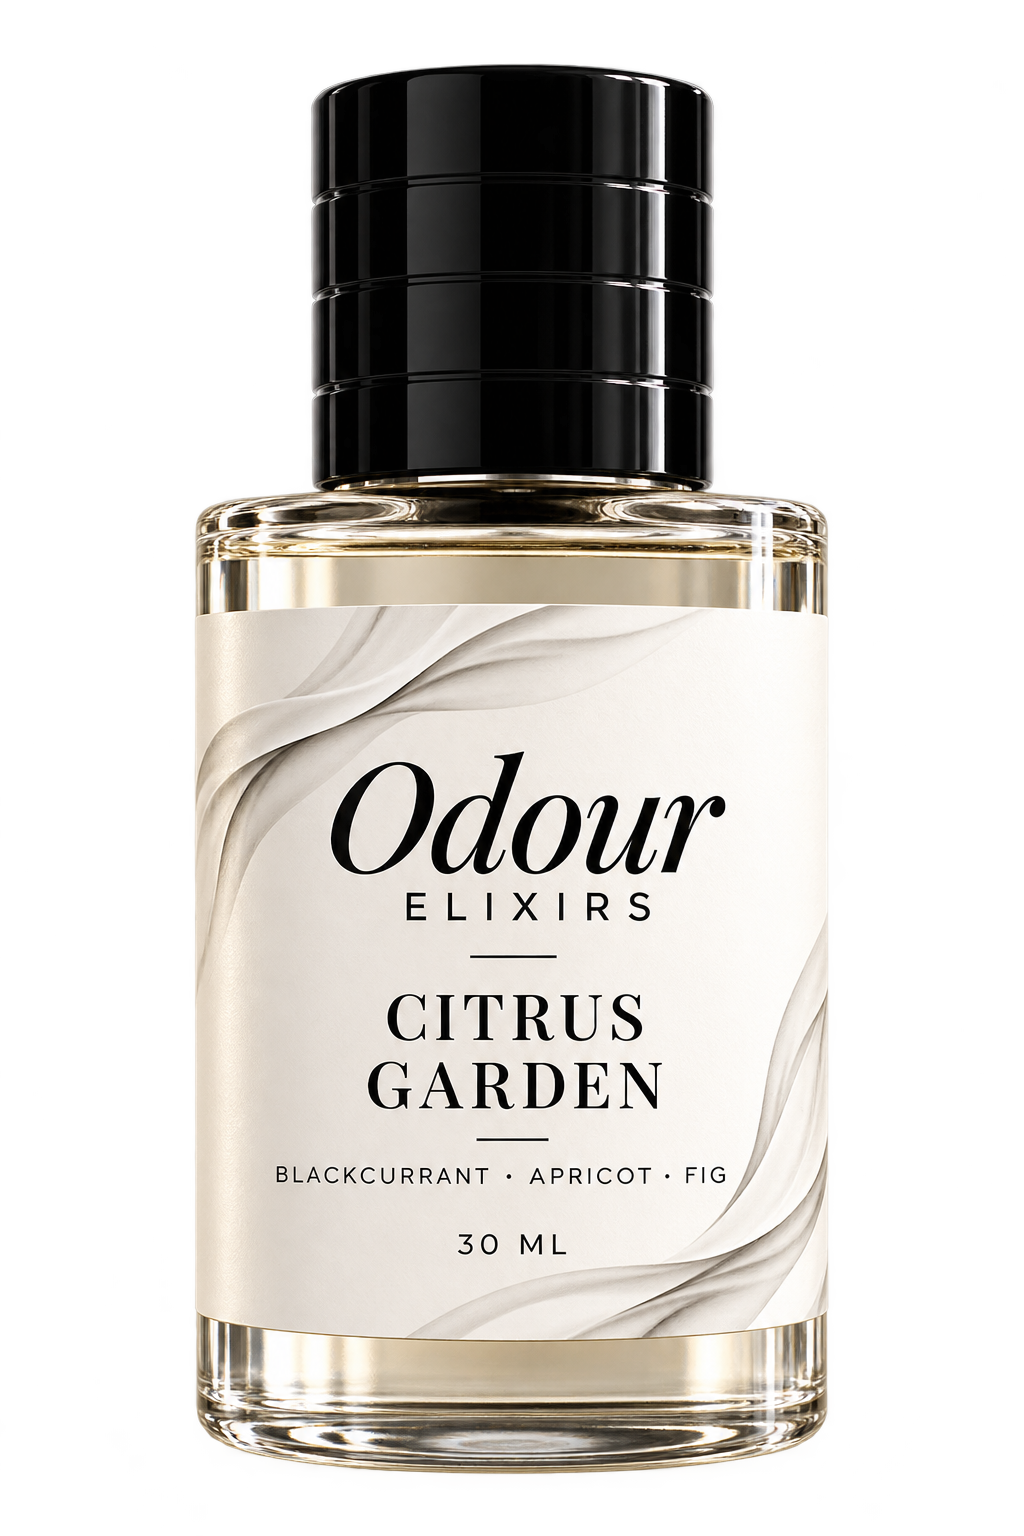 Odour
ELIXIRS
CITRUS
GARDEN
BLACKCURRANT • APRICOT • FIG
30 ML